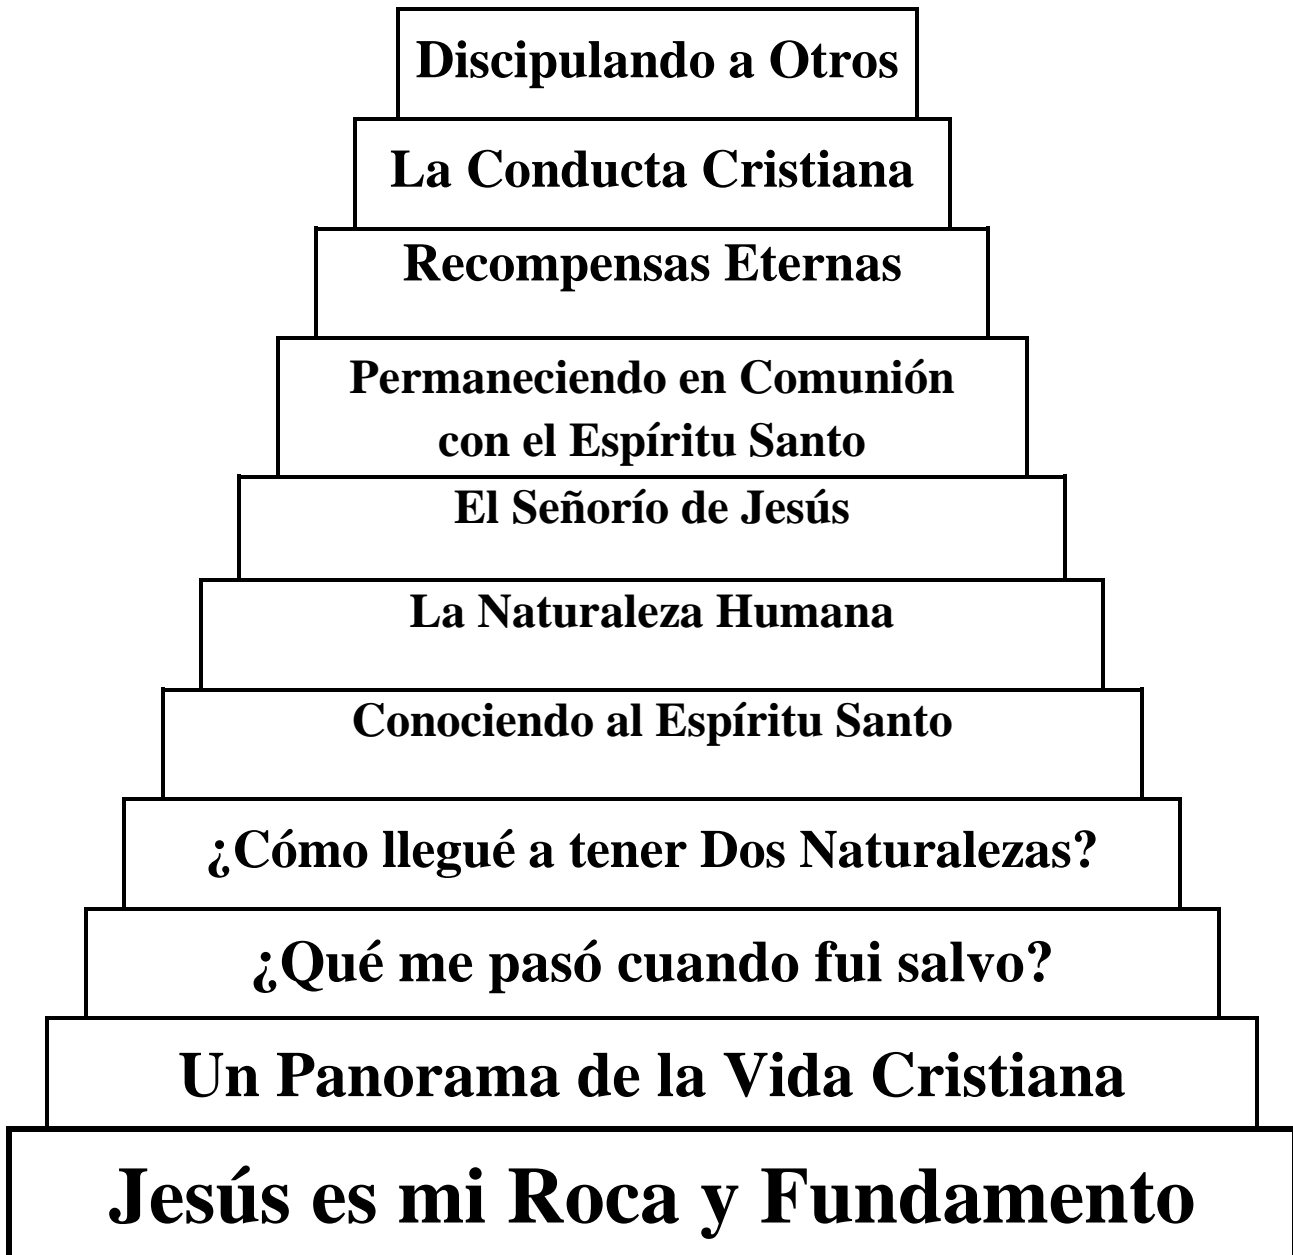 Discipulando a Otros
La Conducta Cristiana
Recompensas Eternas
Permaneciendo en Comunión
con el Espíritu Santo
El Señorío de Jesús
La Naturaleza Humana
Conociendo al Espíritu Santo
¿Cómo llegué a tener Dos Naturalezas?
¿Qué me pasó cuando fui salvo?
Un Panorama de la Vida Cristiana
Jesús es mi Roca y Fundamento